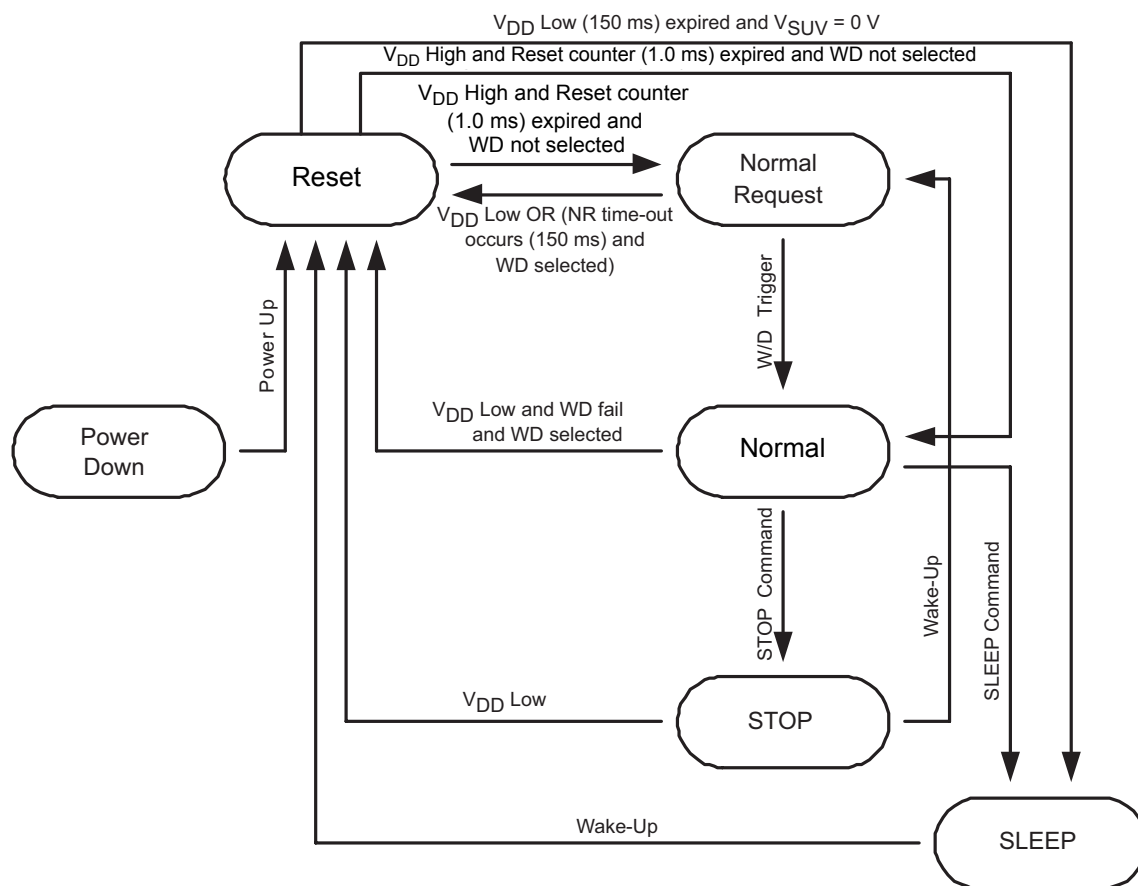 VDD Low (150 ms) expired and VSUV = 0 V
VDD High and Reset counter (1.0 ms) expired and WD not selected
VDD High and Reset counter
(1.0 ms) expired and
WD not selected
Reset
Normal
Request
VDD Low OR (NR time-out
occurs (150 ms) and
WD selected)
Power Up
W/D Trigger
Power
Down
VDD Low and WD fail
and WD selected
Normal
STOP Command
Wake-Up
SLEEP Command
VDD Low
STOP
Wake-Up
SLEEP